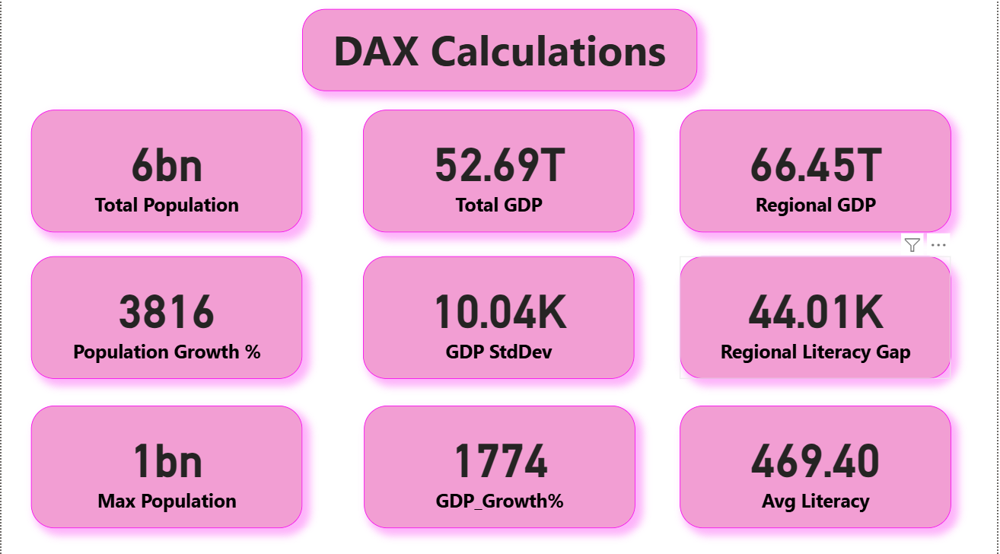 DAX Calculations
6bn
Total Population
52.69T
Total GDP
66.45T
Regional GDP
3816
Population Growth %
10.04K
GDP StdDev
44.01K
Regional Literacy Gap
1bn
Max Population
1774
GDP_Growth%
469.40
Avg Literacy